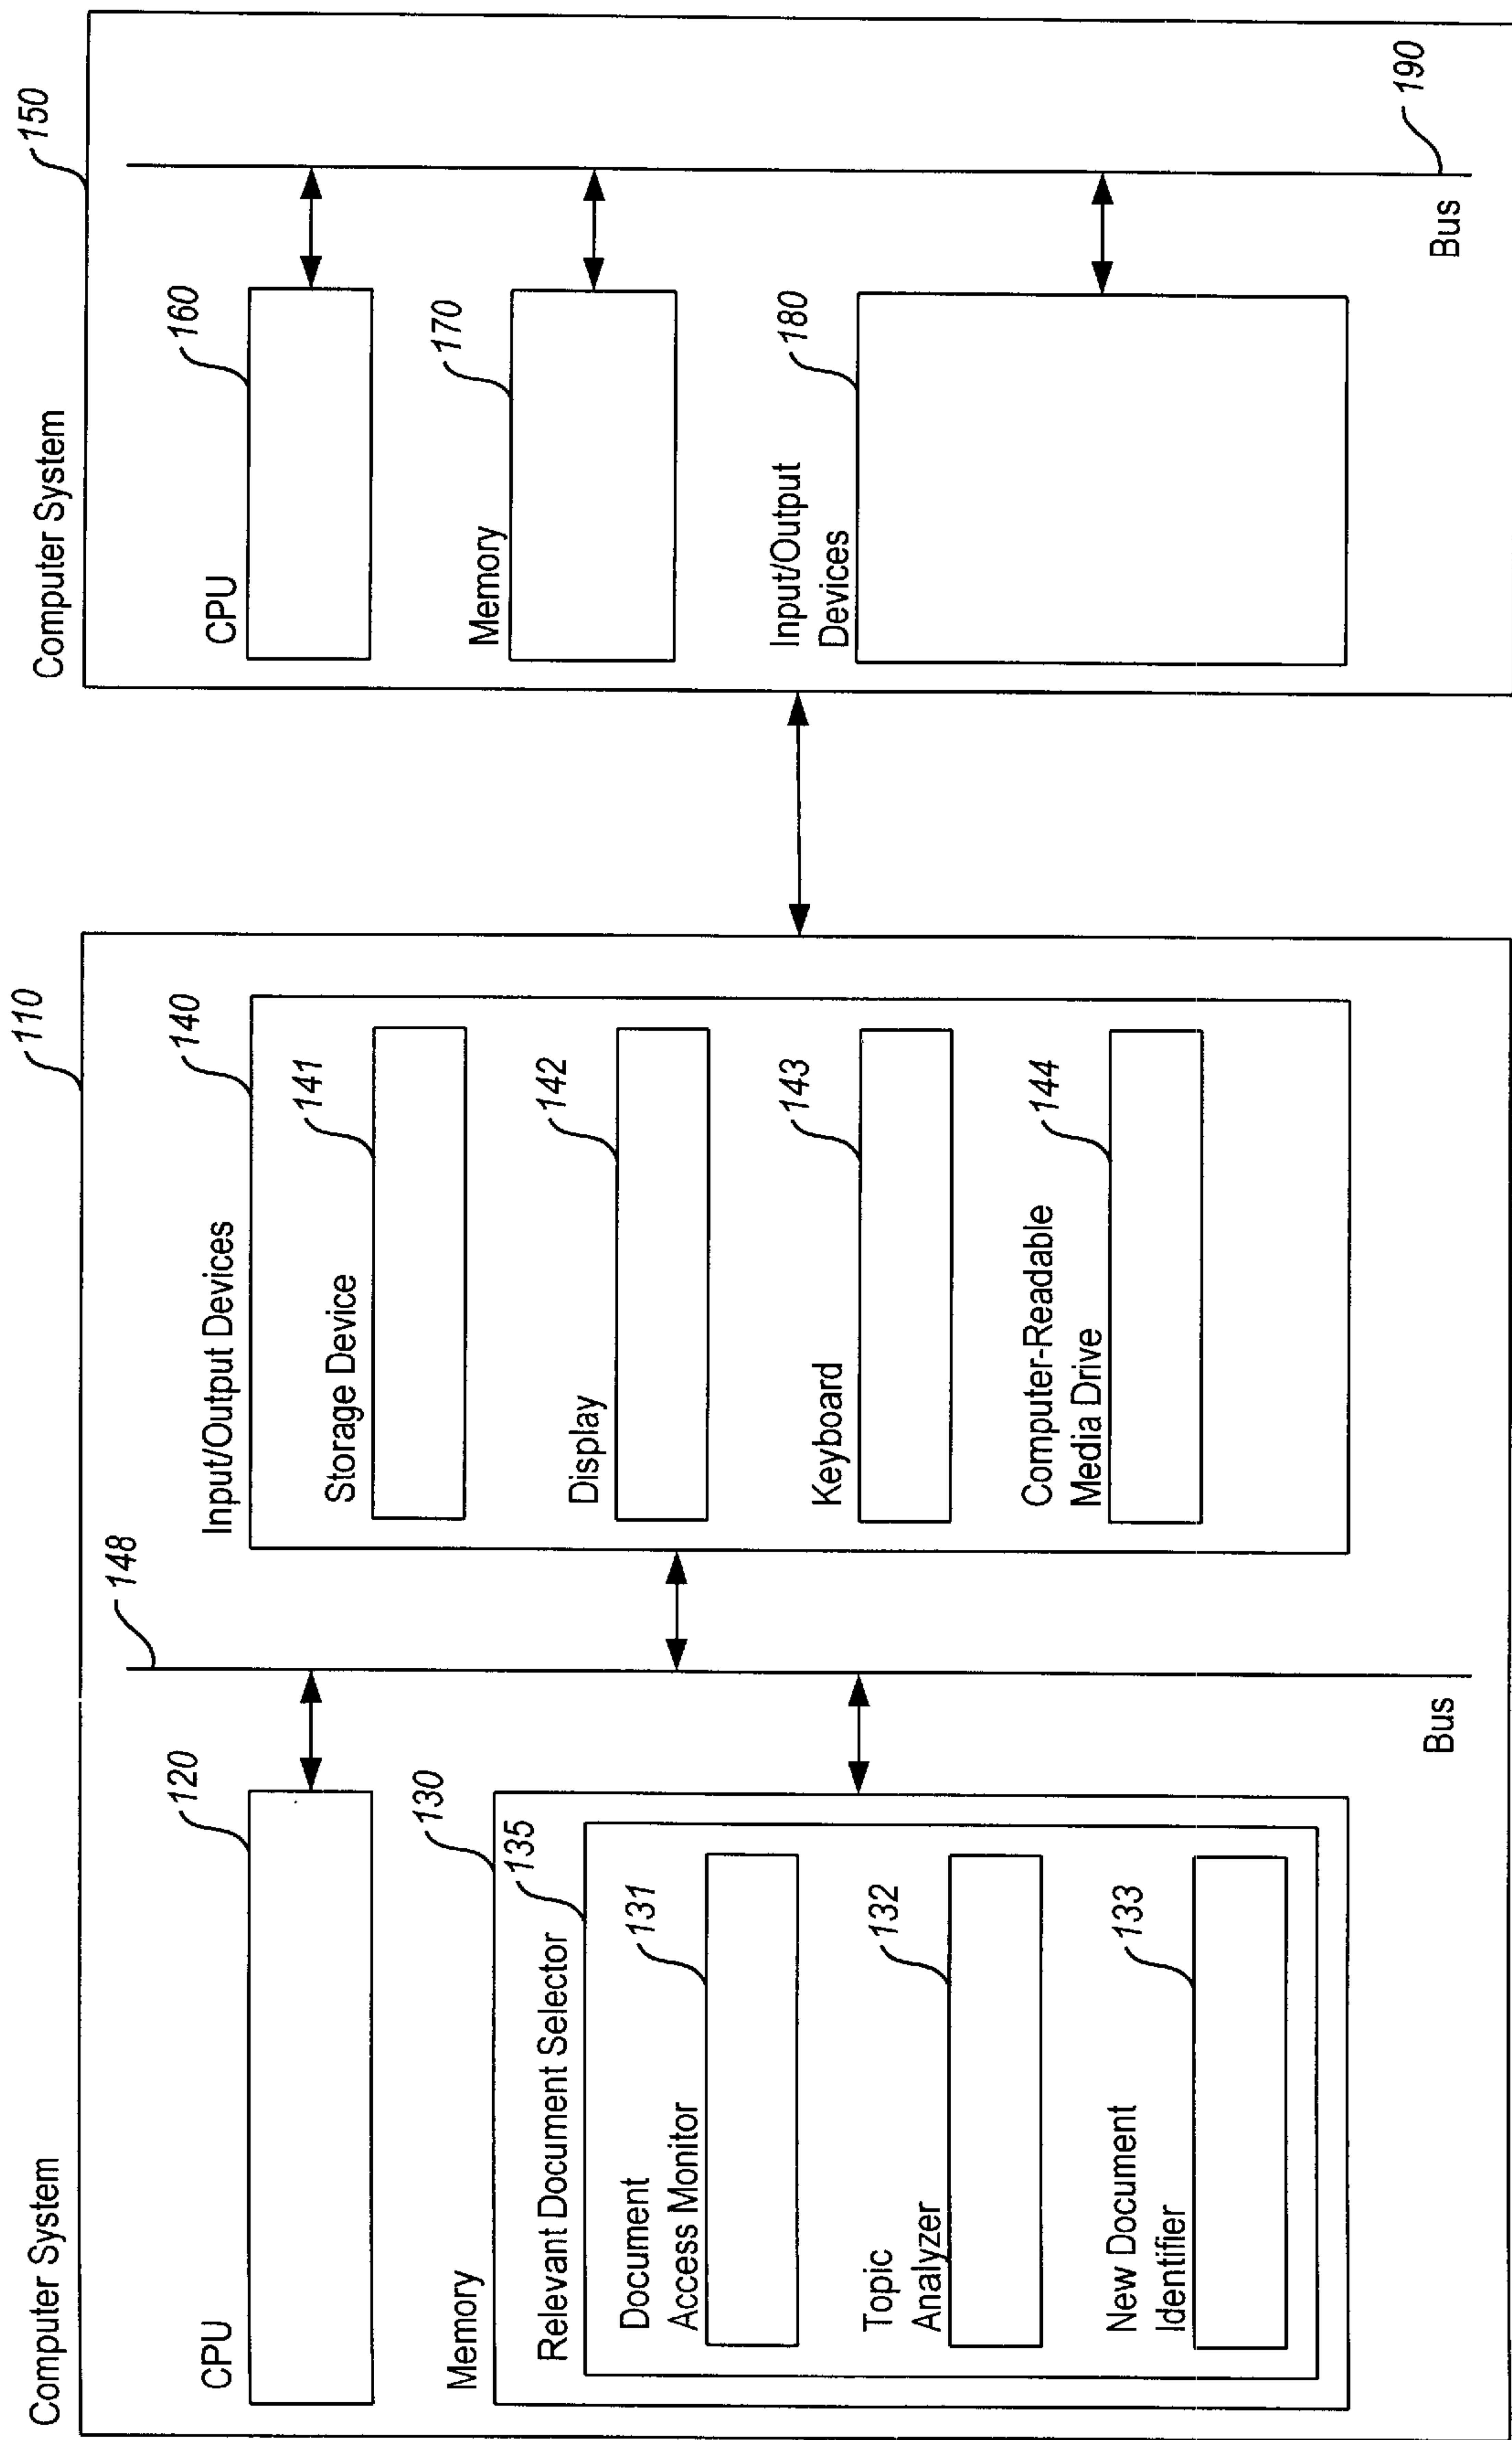 Computer System
110
CPU
120
Memory
130
Relevant Document Selector
135
Document
Access Monitor
131
Topic
Analyzer
132
New Document
Identifier
133
148
Bus
Input/Output Devices
140
Storage Device
141
Display
142
Keyboard
143
Computer-Readable
Media Drive
144
Computer System
150
CPU
160
Memory
170
Input/Output
Devices
180
190
Bus